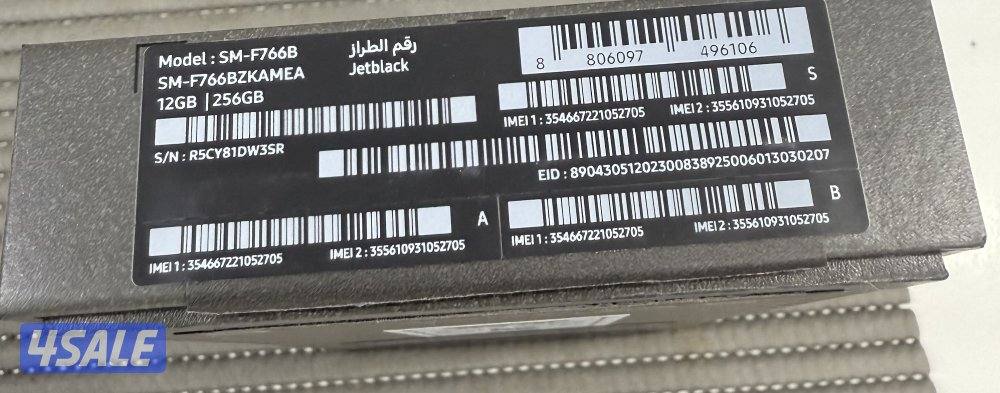 Model : SM-F766B
رقم الطراز
SM-F766BZKAMEA
Jetblack
12GB | 256GB
S/N : R5CY81DW3SR
8 806097 496106
S
IMEI 1 : 354667221052705
IMEI 2 : 355610931052705
EID : 89043051202300838925006013030207
A
IMEI 1 : 354667221052705
IMEI 2 : 355610931052705
B
IMEI 1 : 354667221052705
IMEI 2 : 355610931052705
4SALE